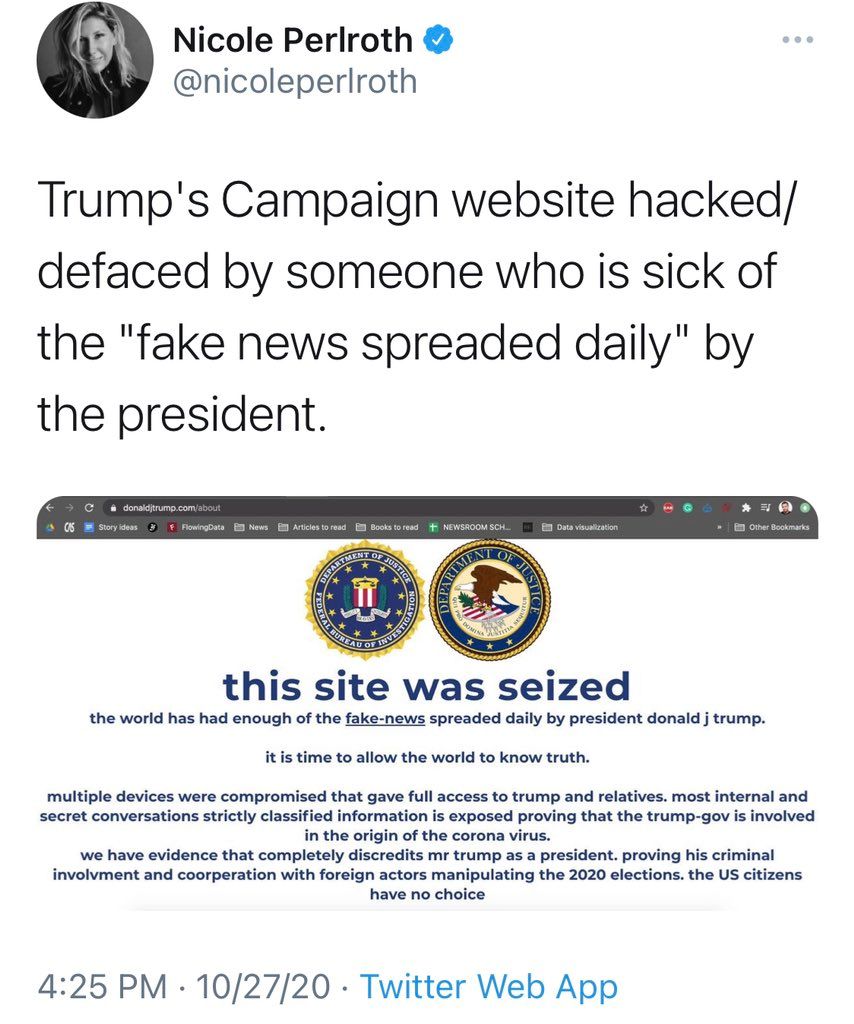 Nicole Perlroth
@nicoleperlroth
Trump's Campaign website hacked/
defaced by someone who is sick of
the "fake news spreaded daily" by
the president.
donaldjtrump.com/about
Story ideas FlowingData News Articles to read Books to read NEWSROOM SCH... Data visualization » Other Bookmarks
DEPARTMENT OF JUSTICE
FEDERAL BUREAU OF INVESTIGATION
DEPARTMENT OF JUSTICE
QUI PRO DOMINA JUSTITIA SEQUITUR
this site was seized
the world has had enough of the fake-news spreaded daily by president donald j trump.
it is time to allow the world to know truth.
multiple devices were compromised that gave full access to trump and relatives. most internal and
secret conversations strictly classified information is exposed proving that the trump-gov is involved
in the origin of the corona virus.
we have evidence that completely discredits mr trump as a president. proving his criminal
involvment and coorperation with foreign actors manipulating the 2020 elections. the US citizens
have no choice
4:25 PM · 10/27/20 · Twitter Web App